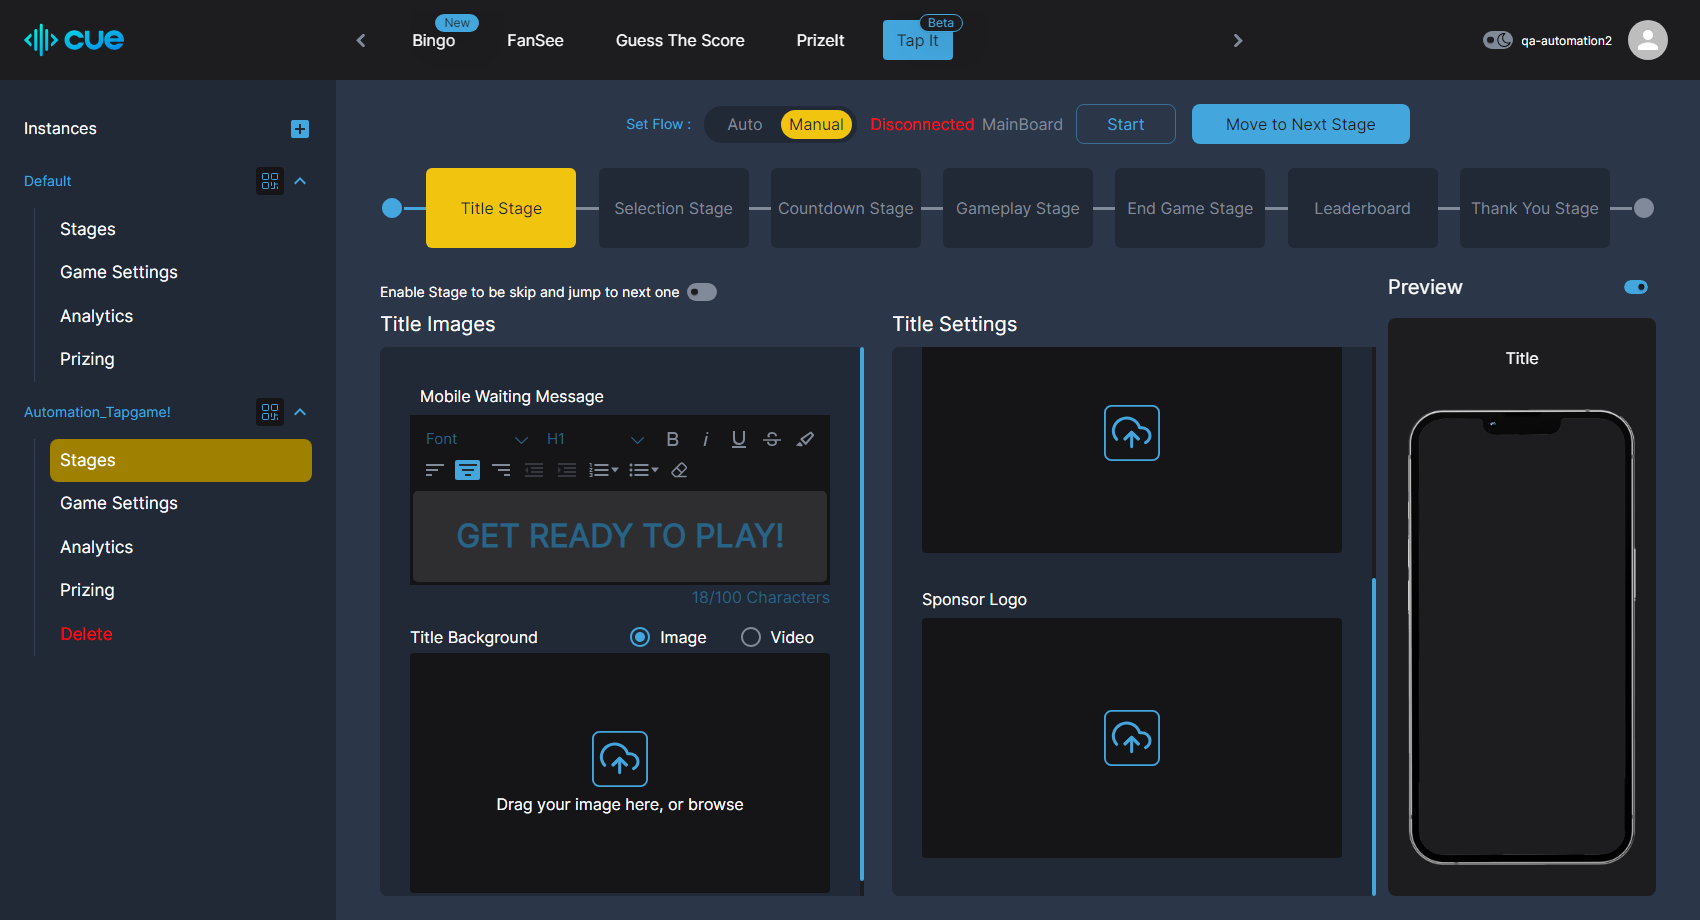 cue
Bingo
New
FanSee
Guess The Score
PrizeIt
Tap It
Beta
qa-automation2
Instances
Default
Stages
Game Settings
Analytics
Prizing
Automation_Tapgame!
Stages
Game Settings
Analytics
Prizing
Delete
Set Flow :
Auto
Manual
Disconnected MainBoard
Start
Move to Next Stage
Title Stage
Selection Stage
Countdown Stage
Gameplay Stage
End Game Stage
Leaderboard
Thank You Stage
Enable Stage to be skip and jump to next one
Title Images
Mobile Waiting Message
Font
H1
B
i
U
S
GET READY TO PLAY!
18/100 Characters
Title Background
Image
Video
Drag your image here, or browse
Title Settings
Sponsor Logo
Preview
Title